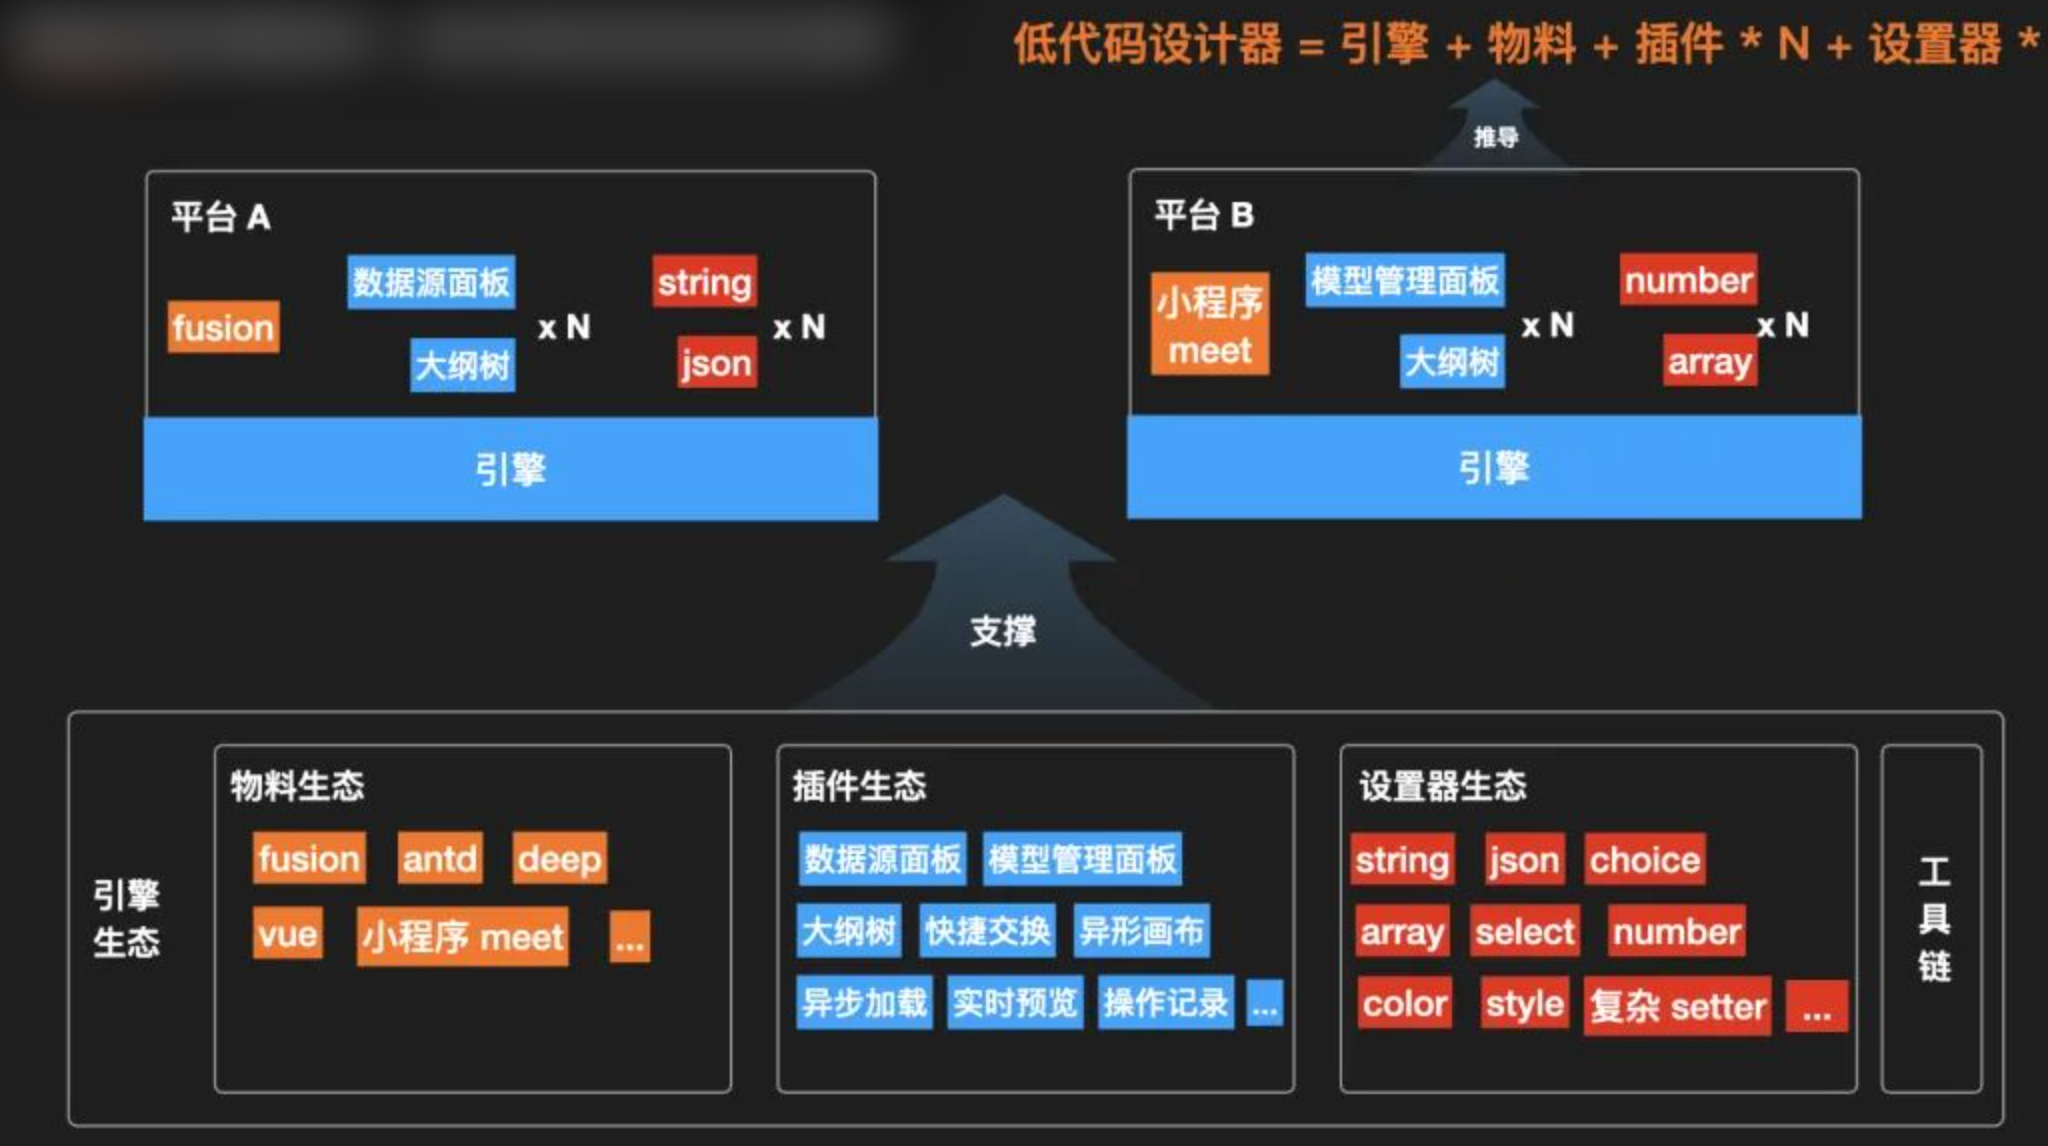 低代码设计器 = 引擎 + 物料 + 插件 * N + 设置器 *
推导
平台 A
fusion
数据源面板
大纲树
x N
string
json
x N
引擎
平台 B
小程序
meet
模型管理面板
大纲树
x N
number
array
x N
引擎
支撑
引擎
生态
物料生态
fusion antd deep
vue 小程序 meet ...
插件生态
数据源面板 模型管理面板
大纲树 快捷交换 异形画布
异步加载 实时预览 操作记录 ...
设置器生态
string json choice
array select number
color style 复杂 setter ...
工
具
链